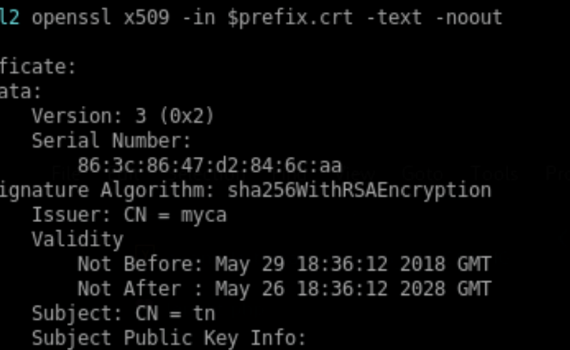 l2 openssl x509 -in $prefix.crt -text -noout
ficate:
ata:
Version: 3 (0x2)
Serial Number:
86:3c:86:47:d2:84:6c:aa
ignature Algorithm: sha256WithRSAEncryption
Issuer: CN = myca
Validity
Not Before: May 29 18:36:12 2018 GMT
Not After : May 26 18:36:12 2028 GMT
Subject: CN = tn
Subject Public Key Info: